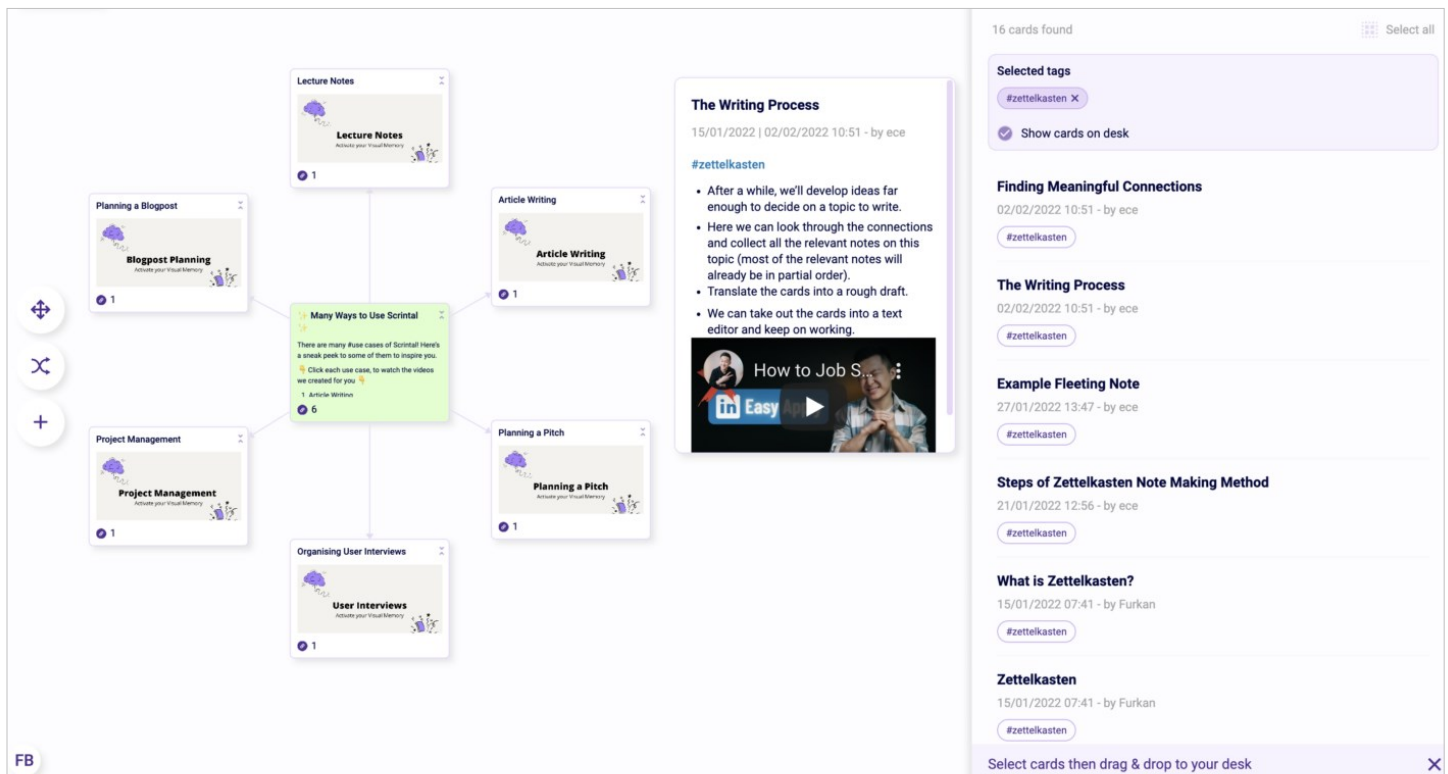 Lecture Notes
Lecture Notes
Activate your Visual Memory
1
Planning a Blogpost
Blogpost Planning
Activate your Visual Memory
1
Article Writing
Article Writing
Activate your Visual Memory
1
✨ Many Ways to Use Scrintal
✨
There are many #use cases of Scrintal! Here's
a sneak peek to some of them to inspire you.
👇 Click each use case, to watch the videos
we created for you 👇
1 Article Writing
6
Project Management
Project Management
Activate your Visual Memory
1
Planning a Pitch
Planning a Pitch
Activate your Visual Memory
1
Organising User Interviews
User Interviews
Activate your Visual Memory
1
FB
The Writing Process
15/01/2022 | 02/02/2022 10:51 - by ece
#zettelkasten
• After a while, we'll develop ideas far
enough to decide on a topic to write.
• Here we can look through the connections
and collect all the relevant notes on this
topic (most of the relevant notes will
already be in partial order).
• Translate the cards into a rough draft.
• We can take out the cards into a text
editor and keep on working.
How to Job S...
in Easy Apply
16 cards found
Select all
Selected tags
#zettelkasten ✕
Show cards on desk
Finding Meaningful Connections
02/02/2022 10:51 - by ece
#zettelkasten
The Writing Process
02/02/2022 10:51 - by ece
#zettelkasten
Example Fleeting Note
27/01/2022 13:47 - by ece
#zettelkasten
Steps of Zettelkasten Note Making Method
21/01/2022 12:56 - by ece
#zettelkasten
What is Zettelkasten?
15/01/2022 07:41 - by Furkan
#zettelkasten
Zettelkasten
15/01/2022 07:41 - by Furkan
#zettelkasten
Select cards then drag & drop to your desk